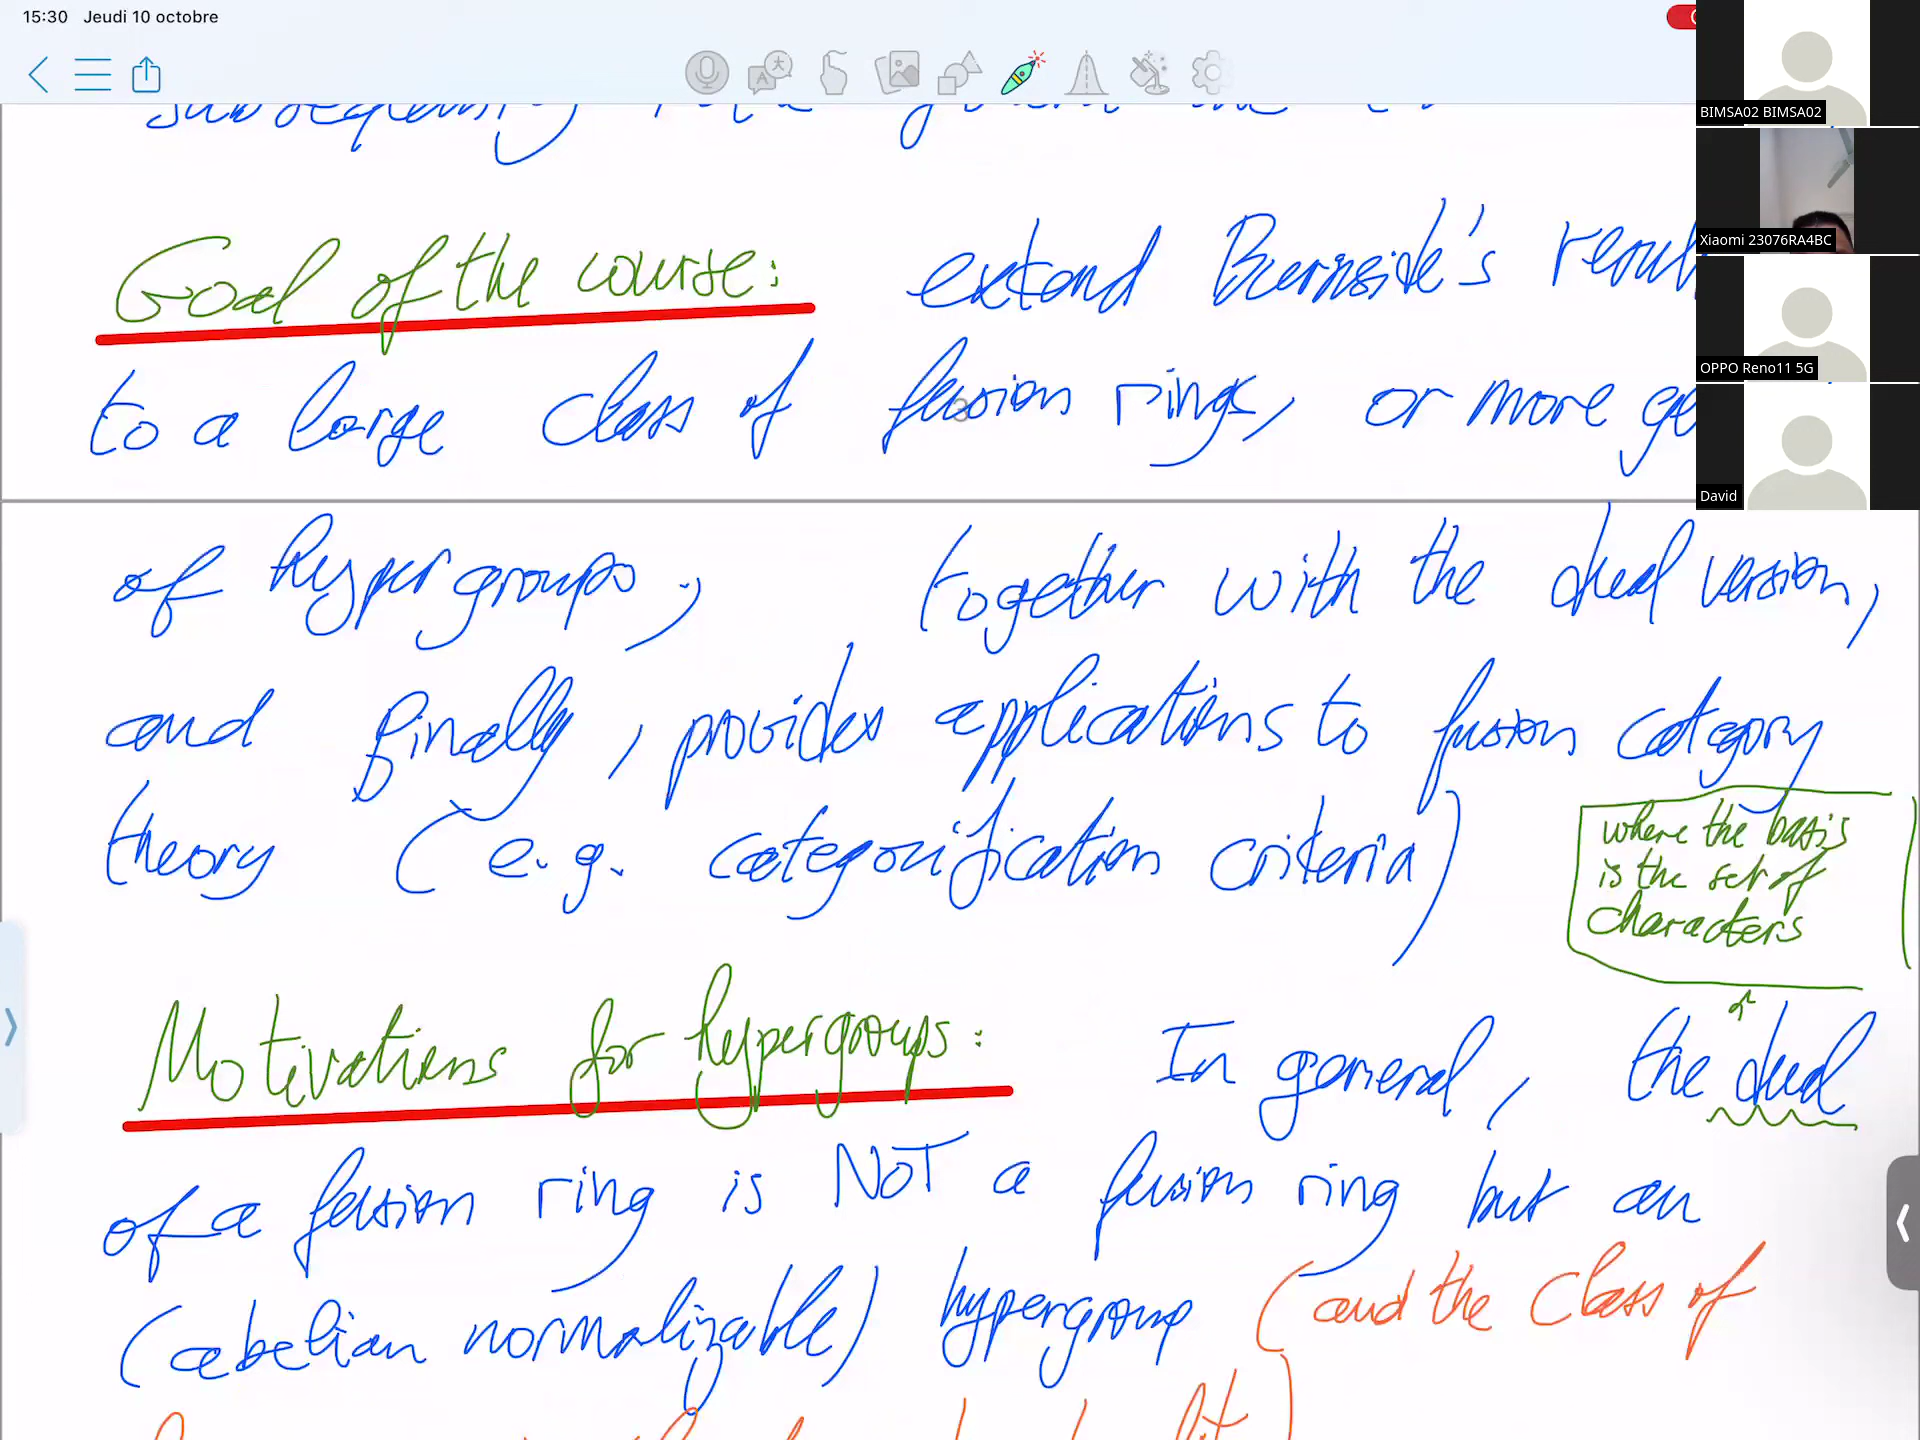 15:30 Jeudi 10 octobre
BIMSA02 BIMSA02
Xiaomi 23076RA4BC
OPPO Reno11 5G
David
Goal of the course: extend Burnside's
to a large class of fusion rings, or more
3
of hypergroups, together with the dual version,
and finally, provides applications to fusion category
theory (e.g. categorification criteria)
where the basis
is the set of
characters
Motivations for hypergroups: In general, the dual
of a fusion ring is NOT a fusion ring but an
(abelian normalizable) hypergroup (and the class of